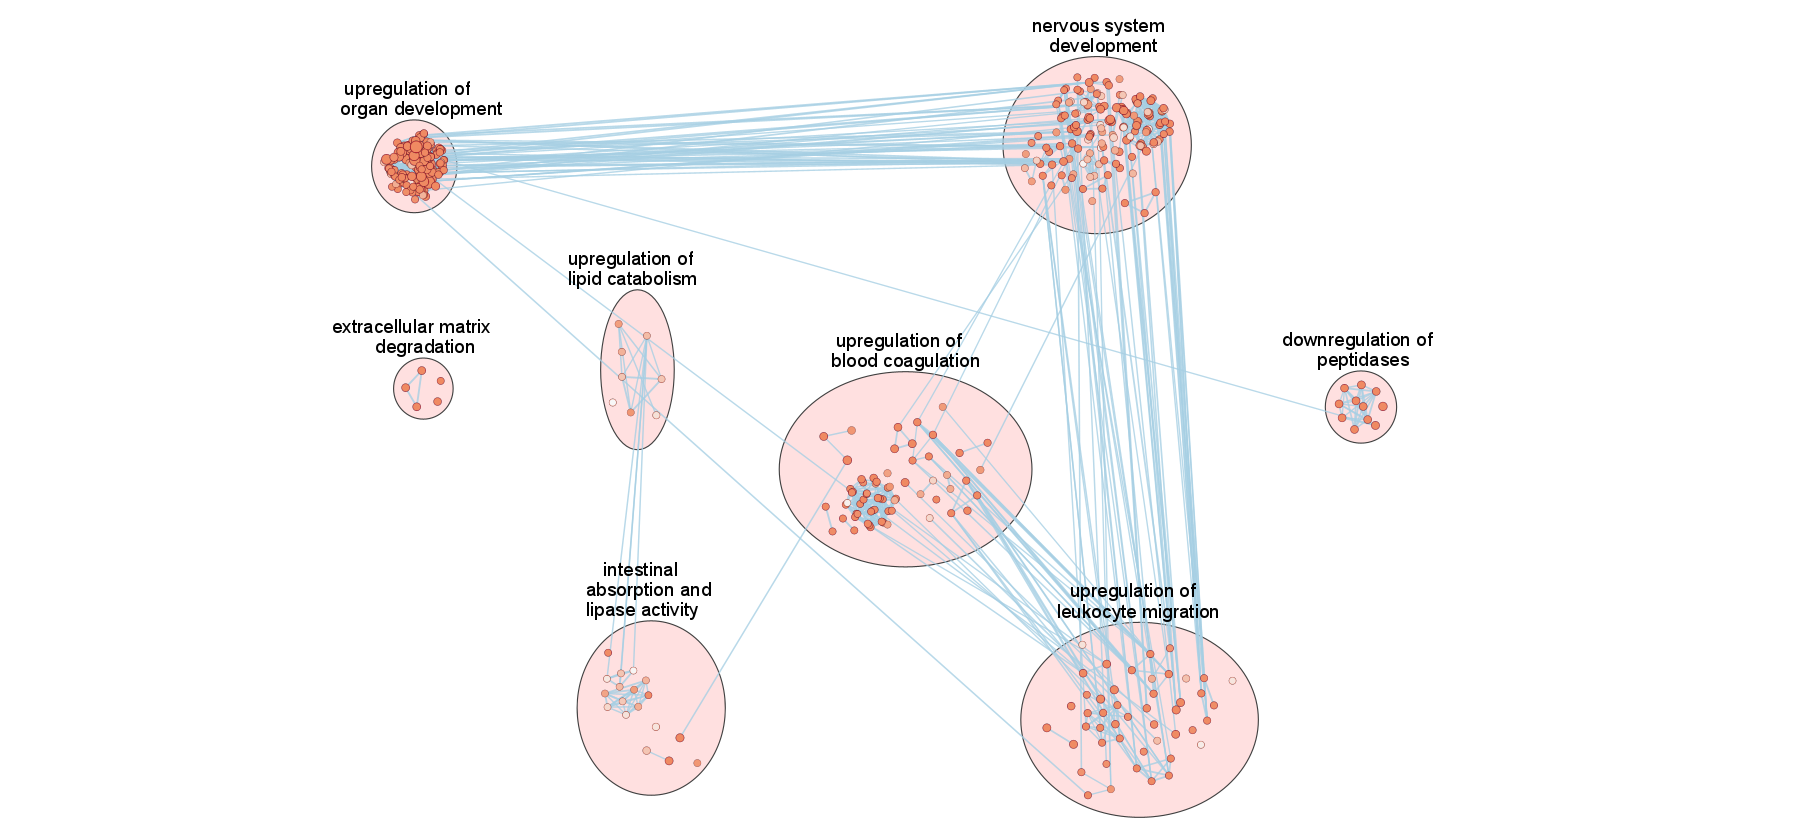 nervous system
development
upregulation of
organ development
upregulation of
lipid catabolism
extracellular matrix
degradation
upregulation of
blood coagulation
downregulation of
peptidases
intestinal
absorption and
lipase activity
upregulation of
leukocyte migration